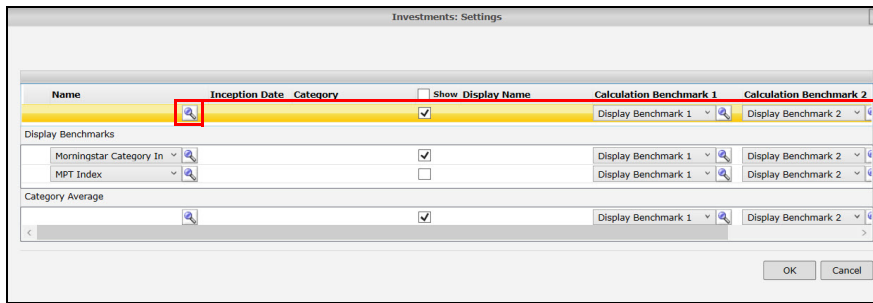 Investments: Settings
Name Inception Date Category Show Display Name Calculation Benchmark 1 Calculation Benchmark 2
Display Benchmark 1 Display Benchmark 2
Display Benchmarks
Morningstar Category In Display Benchmark 1 Display Benchmark 2
MPT Index Display Benchmark 1 Display Benchmark 2
Category Average
Display Benchmark 1 Display Benchmark 2
OK Cancel